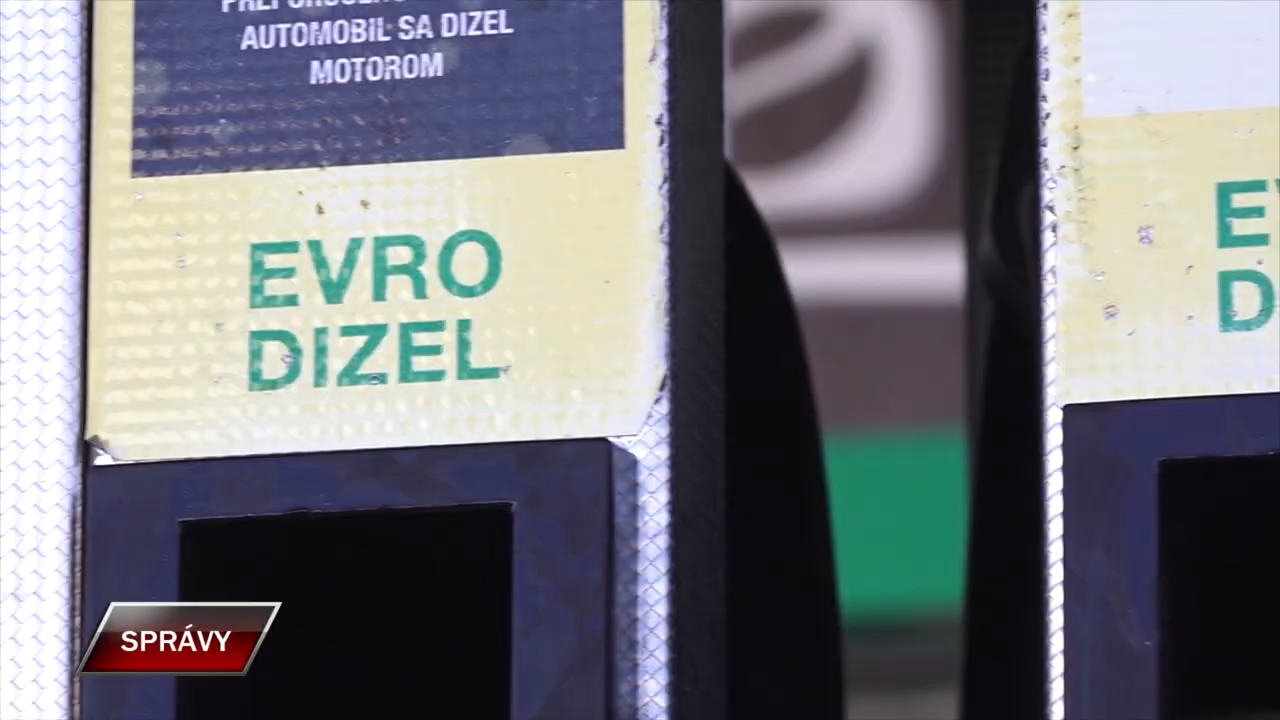 AUTOMOBIL SA DIZEL
MOTOROM
EVRO
DIZEL
SPRÁVY